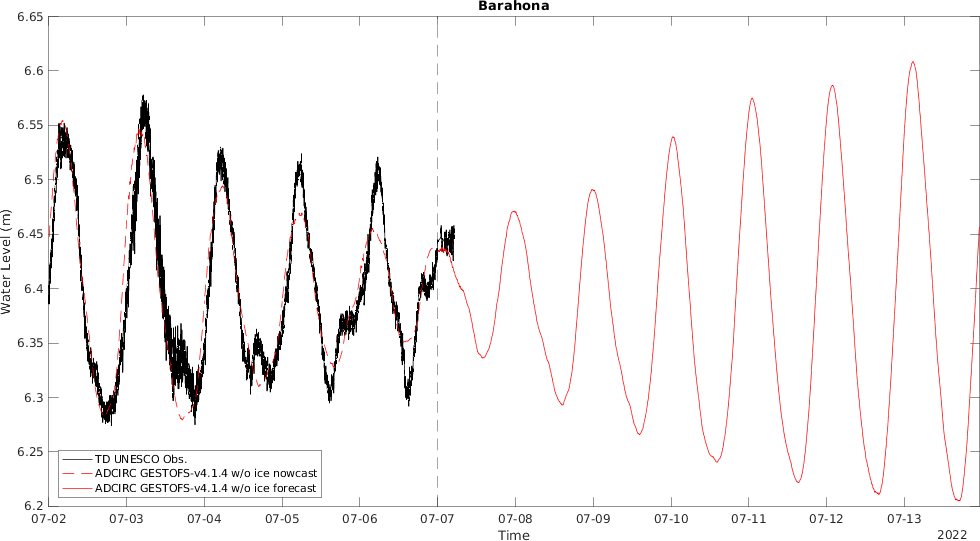 Barahona
6.65
6.6
6.55
6.5
6.45
6.4
6.35
6.3
6.25
6.2
Water Level (m)
TD UNESCO Obs.
ADCIRC GESTOFS-v4.1.4 w/o ice nowcast
ADCIRC GESTOFS-v4.1.4 w/o ice forecast
07-02 07-03 07-04 07-05 07-06 07-07 07-08 07-09 07-10 07-11 07-12 07-13
Time
2022